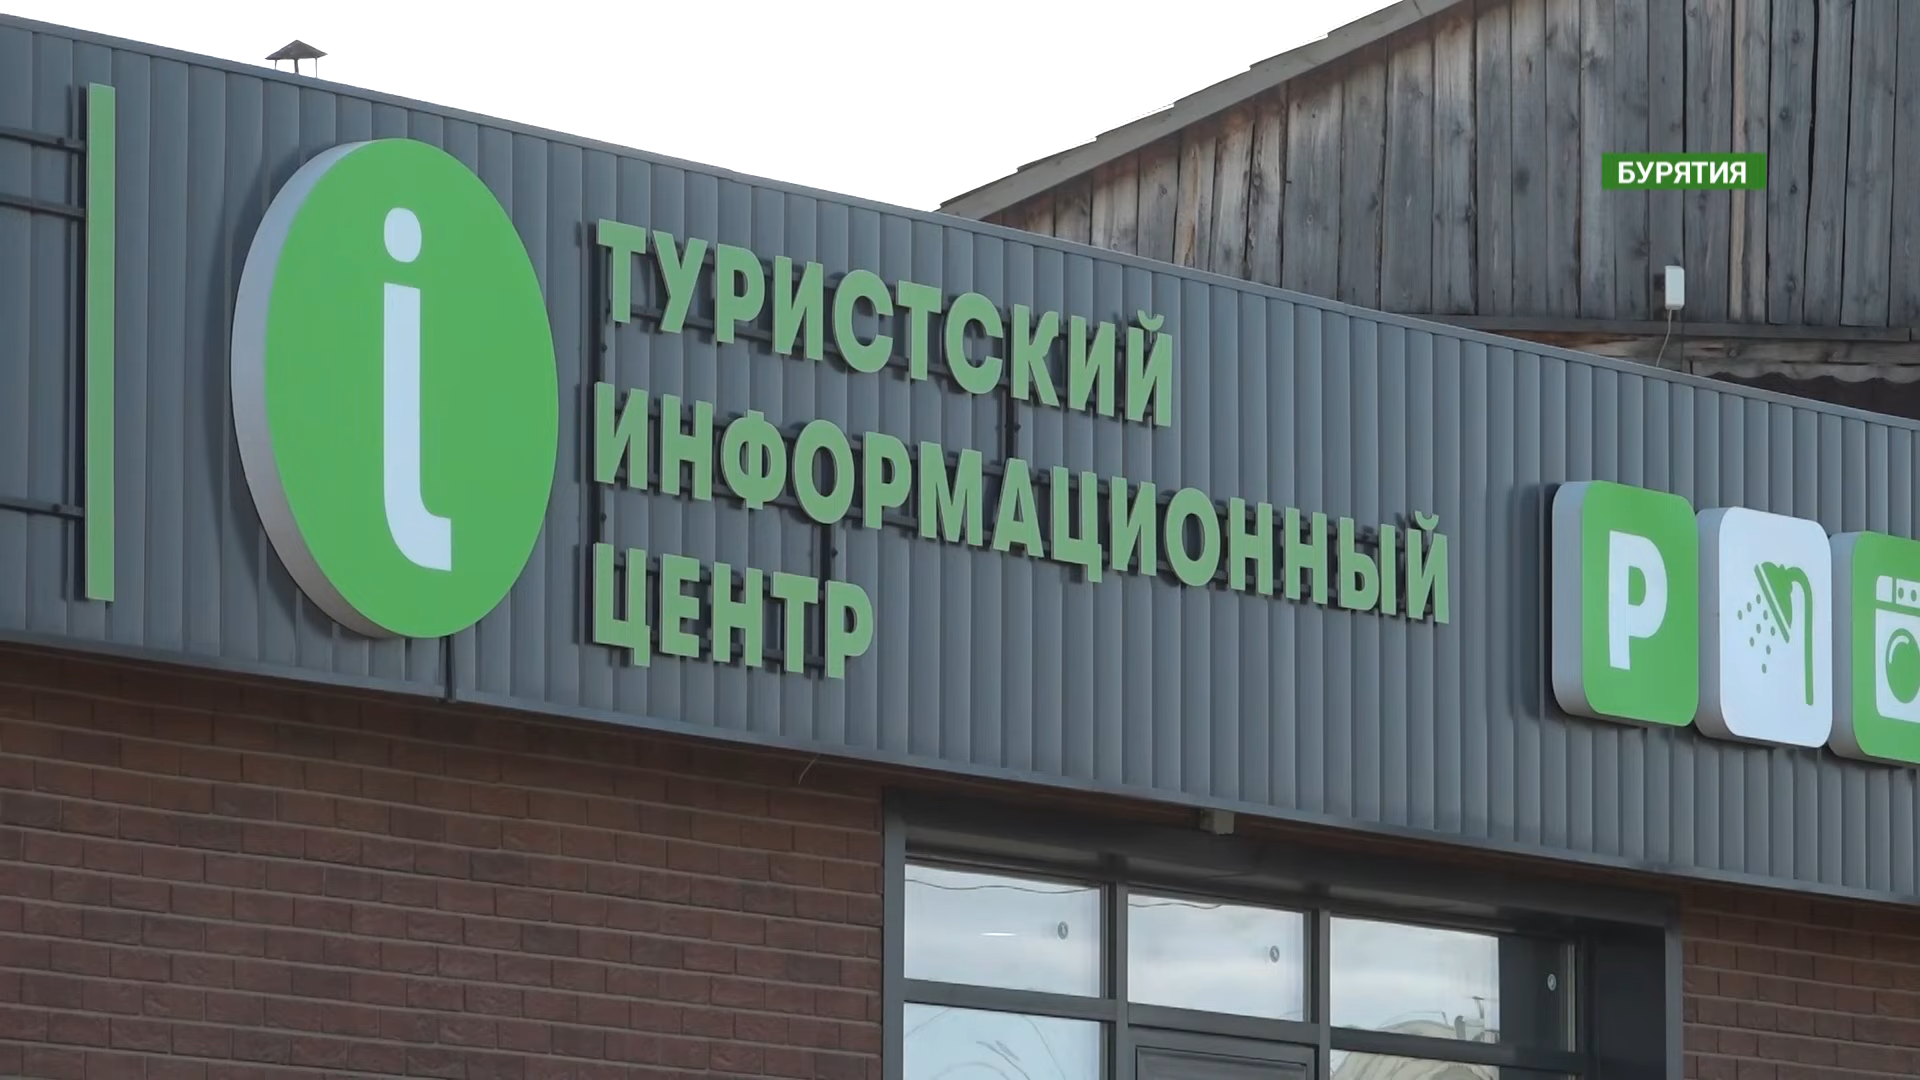 БУРЯТИЯ
i
ТУРИСТСКИЙ
ИНФОРМАЦИОННЫЙ
ЦЕНТР
P